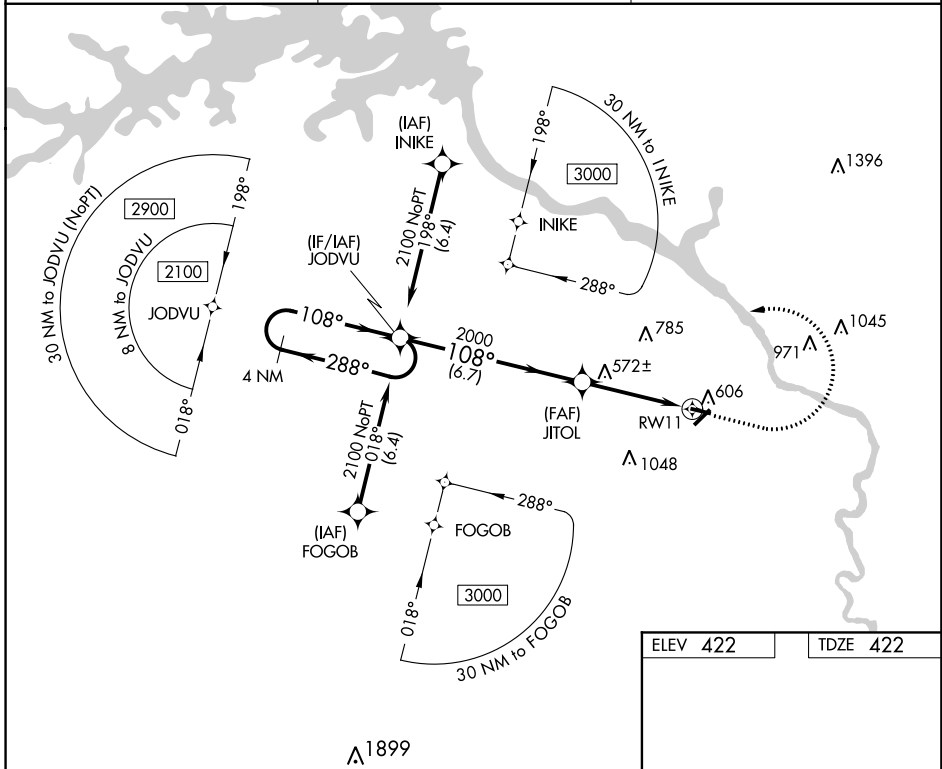 (IAF)
INIKE
2100 NoPT
198°
(6.4)
30 NM to INIKE
198°
3000
INIKE
288°
1396
30 NM to JODVU (NoPT)
2900
198°
8 NM to JODVU
2100
JODVU
018°
(IF/IAF)
JODVU
108°
288°
4 NM
2000
108°
(6.7)
785
572±
(FAF)
JITOL
606
RW11
1048
971
1045
2100 NoPT
018°
(6.4)
(IAF)
FOGOB
288°
FOGOB
018°
3000
30 NM to FOGOB
1899
ELEV 422
TDZE 422